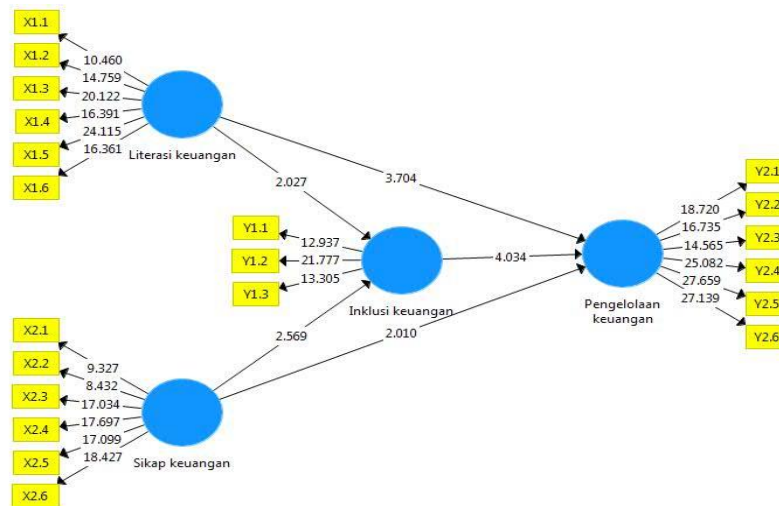 X1.1
X1.2
X1.3
X1.4
X1.5
X1.6
10.460
14.759
20.122
16.391
24.115
16.361
Literasi keuangan
2.027
3.704
Y1.1
Y1.2
Y1.3
12.937
21.777
13.305
Inklusi keuangan
4.034
2.569
2.010
Y2.1
Y2.2
Y2.3
Y2.4
Y2.5
Y2.6
18.720
16.735
14.565
25.082
27.659
27.139
Pengelolaan
keuangan
X2.1
X2.2
X2.3
X2.4
X2.5
X2.6
9.327
8.432
17.034
17.697
17.099
18.427
Sikap keuangan